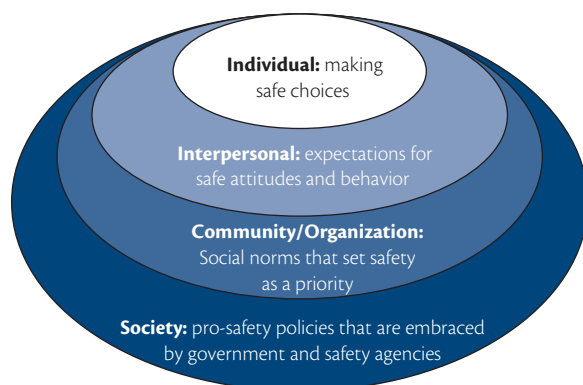 Individual: making
safe choices
Interpersonal: expectations for
safe attitudes and behavior
Community/Organization:
Social norms that set safety
as a priority
Society: pro-safety policies that are embraced
by government and safety agencies